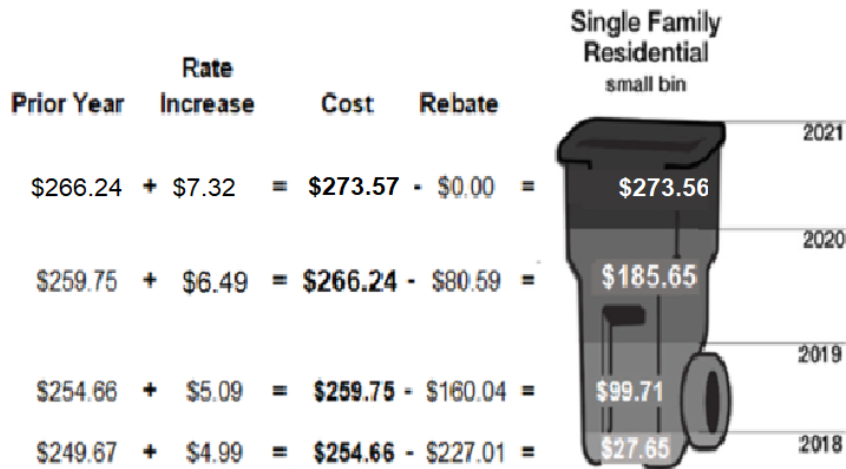 Single Family
Residential
small bin
Rate
Prior Year Increase Cost Rebate
2021
$266.24 + $7.32 = $273.57 - $0.00 = $273.56
2020
$259.75 + $6.49 = $266.24 - $80.59 = $185.65
2019
$254.66 + $5.09 = $259.75 - $160.04 = $99.71
2018
$249.67 + $4.99 = $254.66 - $227.01 = $27.65